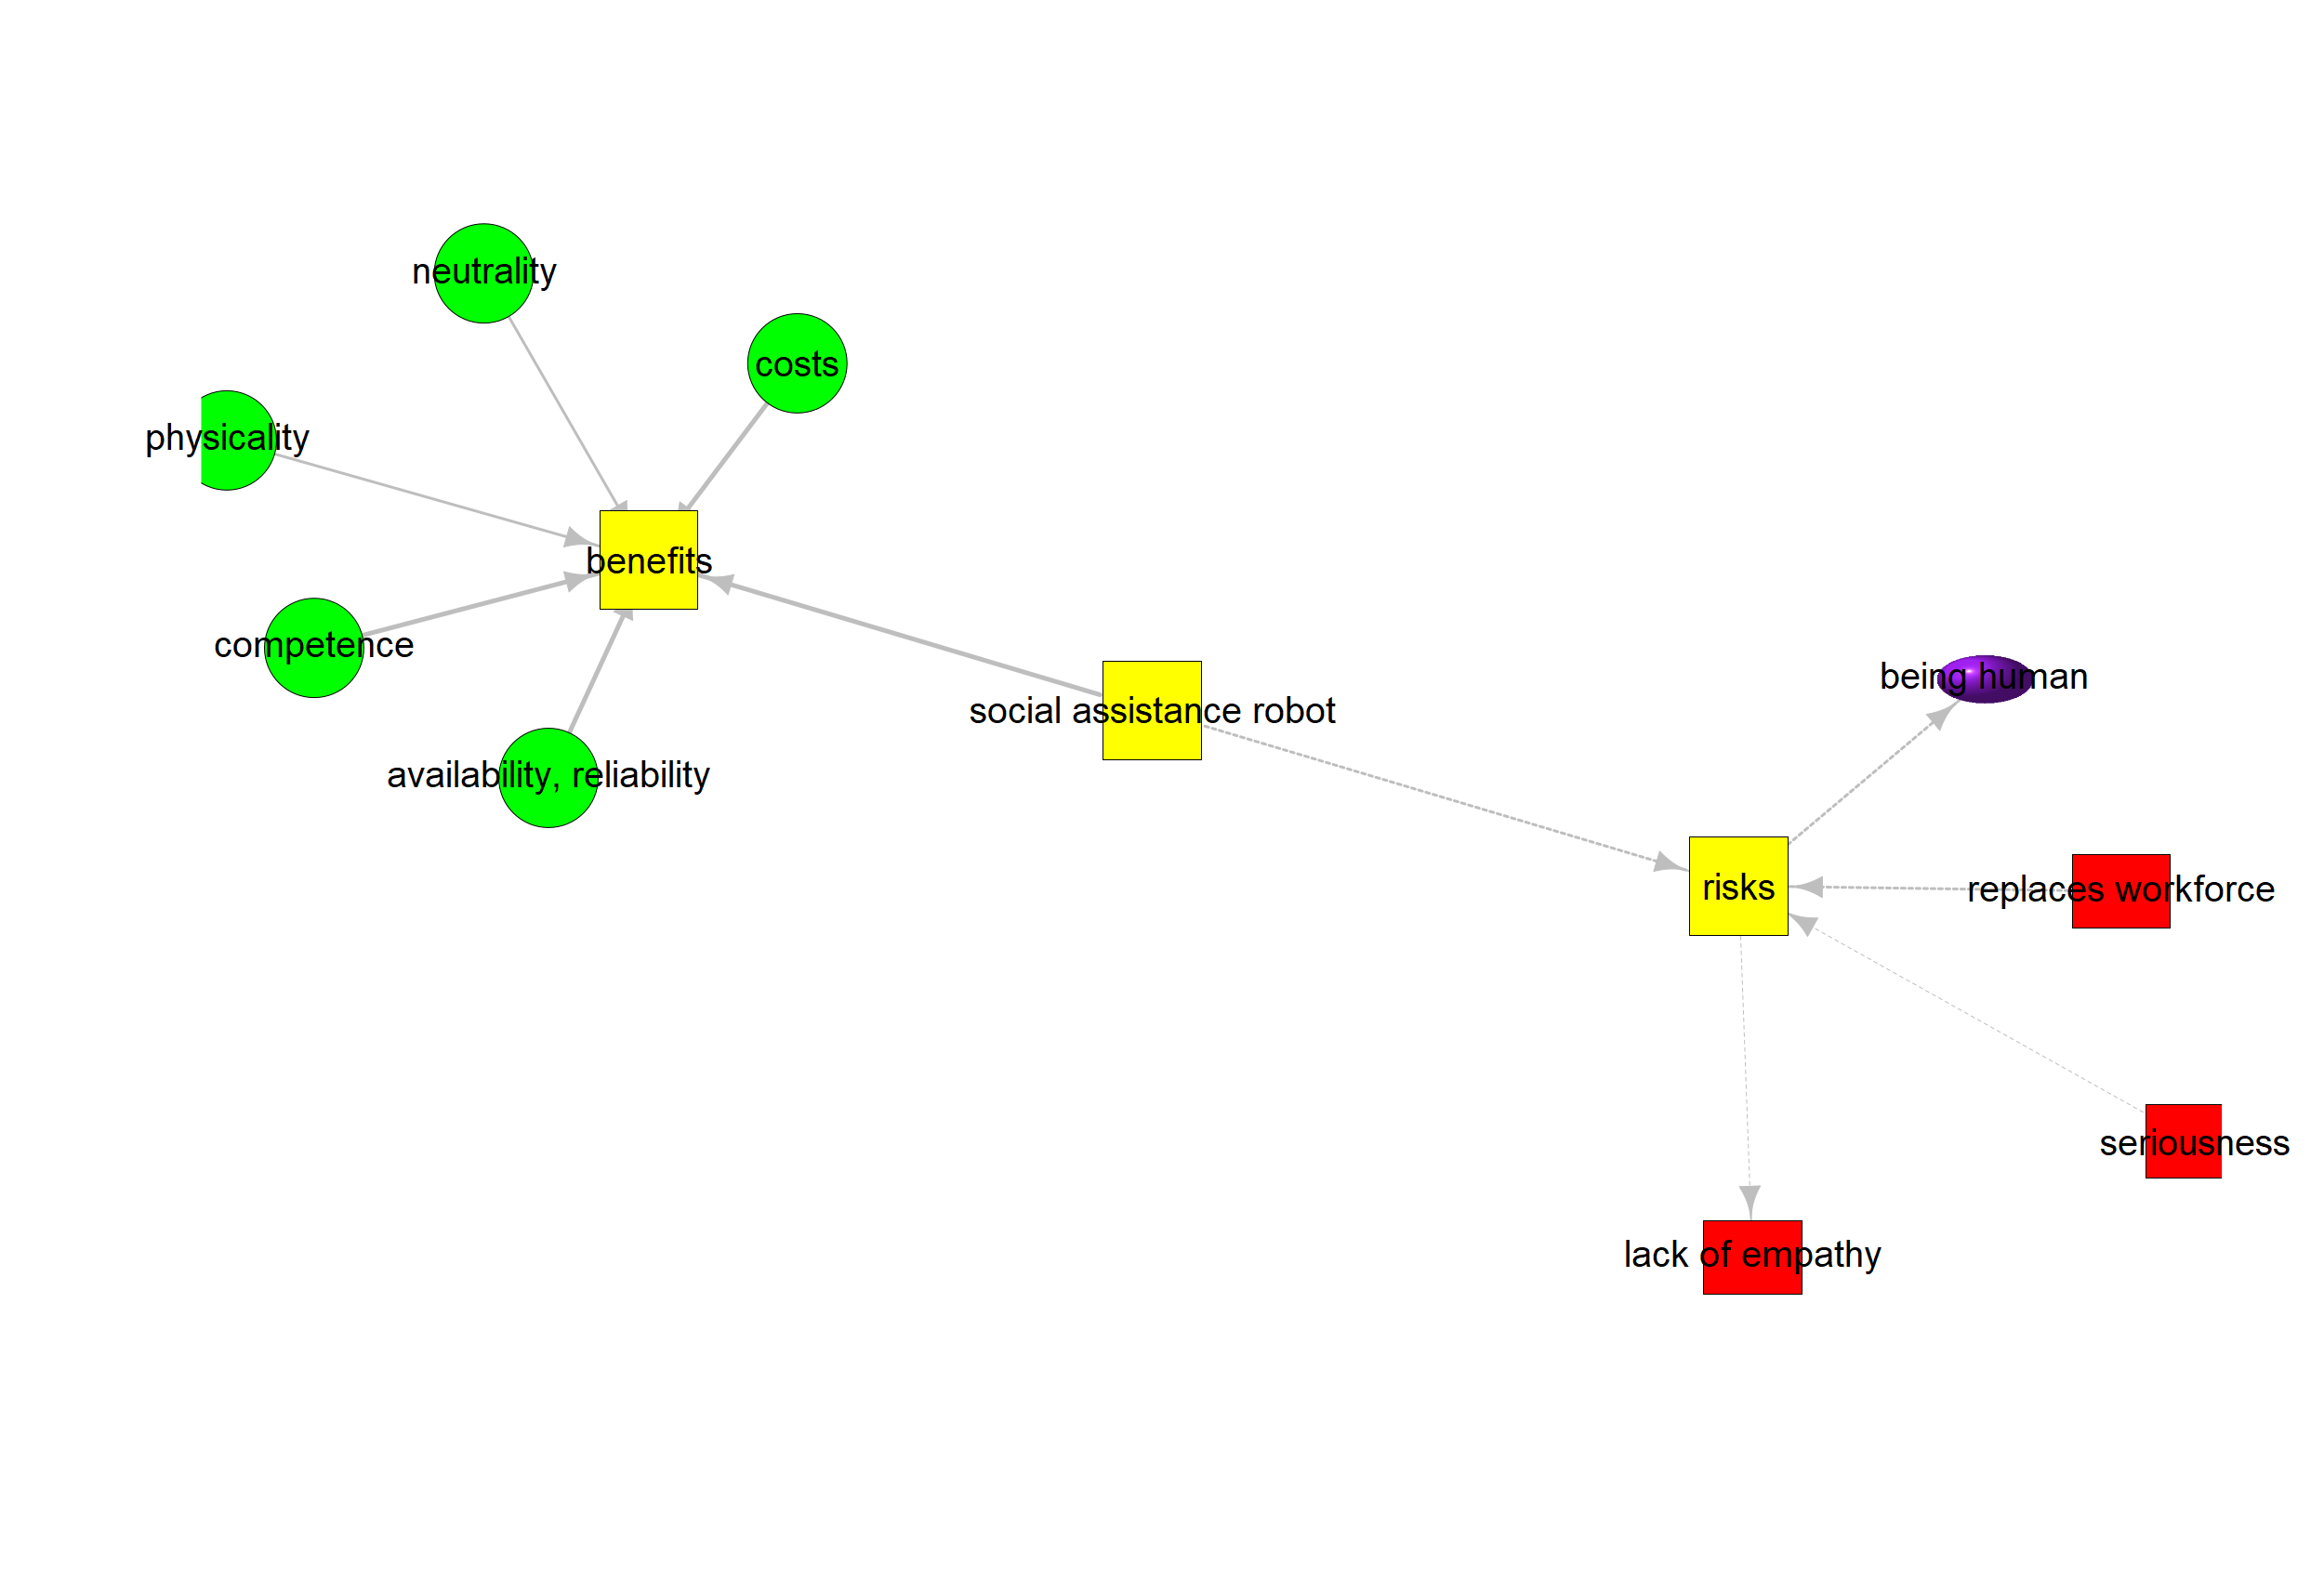 neutrality
costs
physicality
benefits
competence
availability, reliability
social assistance robot
being human
risks
replaces workforce
seriousness
lack of empathy